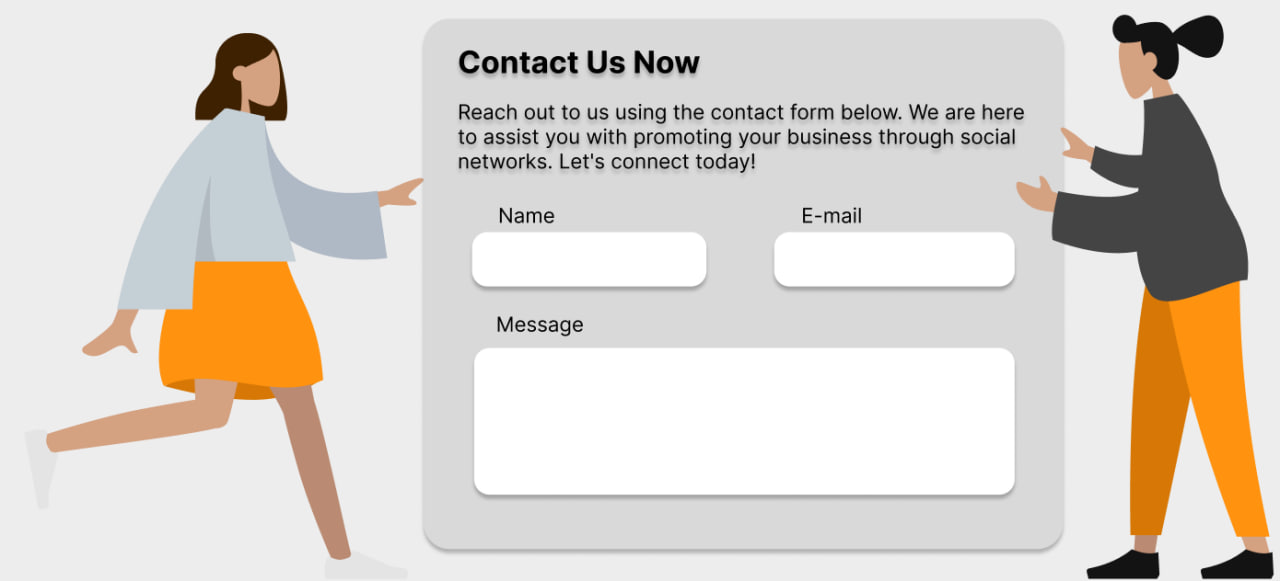 Contact Us Now
Reach out to us using the contact form below. We are here
to assist you with promoting your business through social
networks. Let's connect today!
Name
E-mail
Message